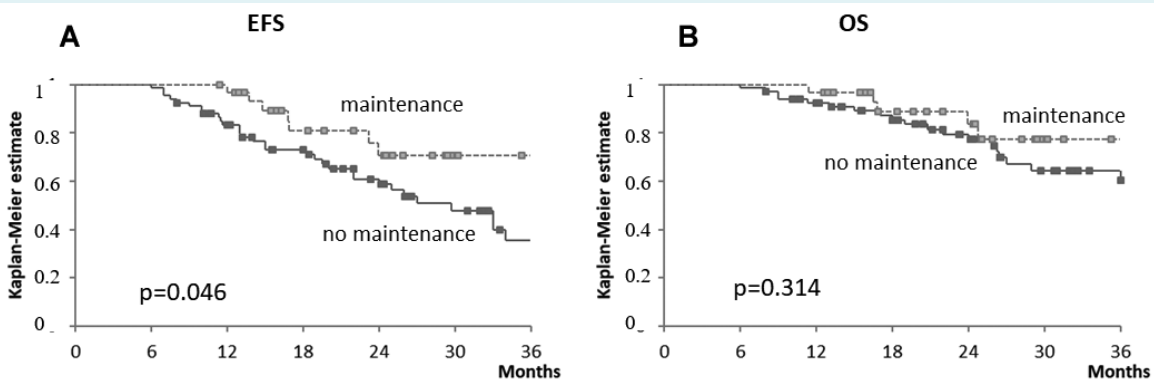 EFS
A
Kaplan-Meier estimate
1
0.8
0.6
0.4
0.2
0
maintenance
no maintenance
p=0.046
0 6 12 18 24 30 36
Months
OS
B
Kaplan-Meier estimate
1
0.8
0.6
0.4
0.2
0
maintenance
no maintenance
p=0.314
0 6 12 18 24 30 36
Months